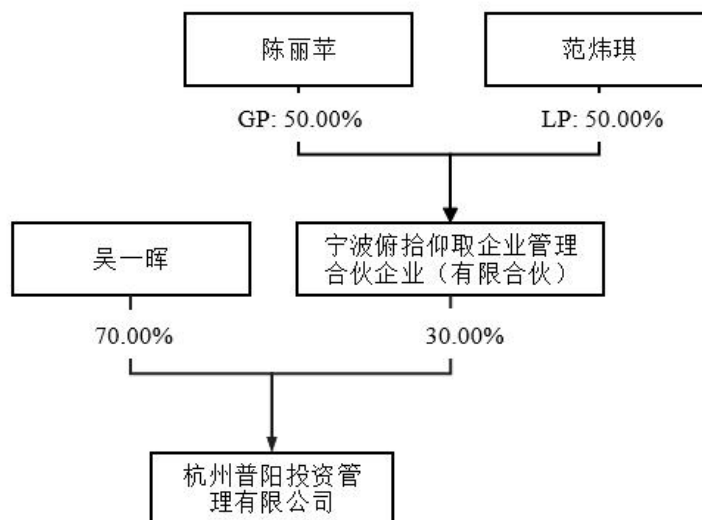 陈丽苹
范炜琪
GP: 50.00%
LP: 50.00%
吴一晖
宁波俯拾仰取企业管理
合伙企业（有限合伙）
70.00%
30.00%
杭州普阳投资管
理有限公司